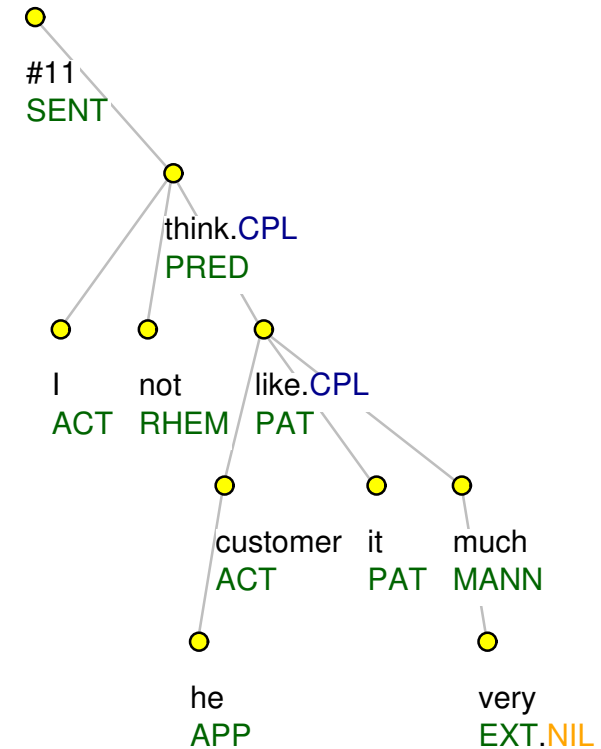 #11
SENT
think.CPL
PRED
I not like.CPL
ACT RHEM PAT
customer it much
ACT PAT MANN
he very
APP EXT.NIL